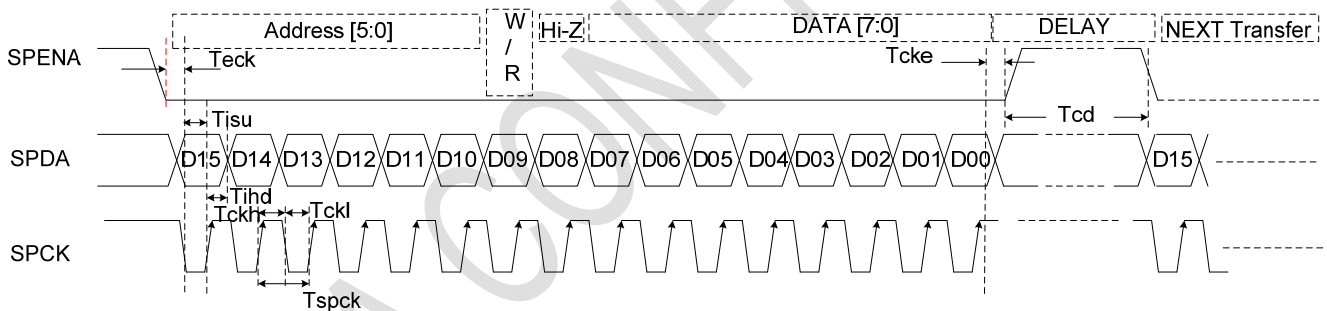 Address [5:0]
W
/
R
Hi-Z
DATA [7:0]
DELAY
NEXT Transfer
SPENA
Teck
Tcke
Tcd
Tisu
SPDA
D15 D14 D13 D12 D11 D10 D09 D08 D07 D06 D05 D04 D03 D02 D01 D00 D15
Tihd
Tckh
Tckl
SPCK
Tspck